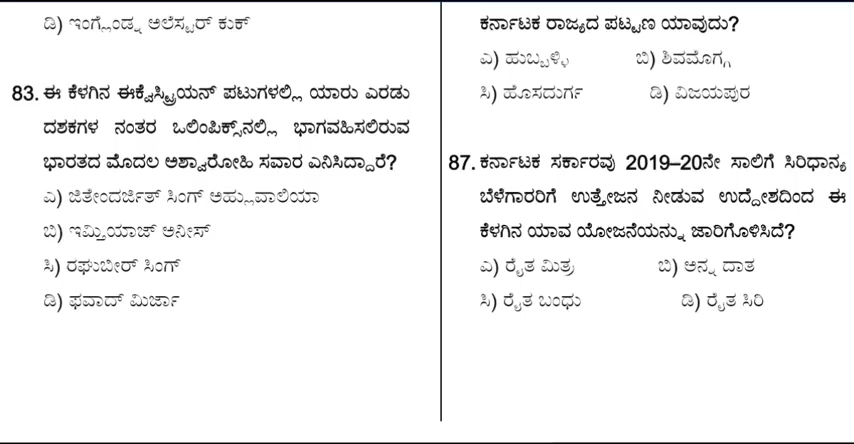 ಡಿ) ಇಂಗ್ಲೆಂಡ್ನ ಅಲೆಸ್ಟರ್ ಕುಕ್
83. ಈ ಕೆಳಗಿನ ಈಕ್ವೆಸ್ಟ್ರಿಯನ್ ಪಟುಗಳಲ್ಲಿ ಯಾರು ಎರಡು
ದಶಕಗಳ ನಂತರ ಒಲಿಂಪಿಕ್ಸ್‌ನಲ್ಲಿ ಭಾಗವಹಿಸಲಿರುವ
ಭಾರತದ ಮೊದಲ ಅಶ್ವಾರೋಹಿ ಸವಾರ ಎನಿಸಿದ್ದಾರೆ?
ಎ) ಜಿತೇಂದರ್ಜಿತ್ ಸಿಂಗ್ ಅಹ್ಲುವಾಲಿಯಾ
ಬಿ) ಇಮ್ತಿಯಾಜ್ ಅನೀಸ್
ಸಿ) ರಘುಬೀರ್ ಸಿಂಗ್
ಡಿ) ಫವಾದ್ ಮಿರ್ಜಾ
ಕರ್ನಾಟಕ ರಾಜ್ಯದ ಪಟ್ಟಣ ಯಾವುದು?
ಎ) ಹುಬ್ಬಳ್ಳಿ ಬಿ) ಶಿವಮೊಗ್ಗ
ಸಿ) ಹೊಸದುರ್ಗ ಡಿ) ವಿಜಯಪುರ
87. ಕರ್ನಾಟಕ ಸರ್ಕಾರವು 2019–20ನೇ ಸಾಲಿಗೆ ಸಿರಿಧಾನ್ಯ
ಬೆಳೆಗಾರರಿಗೆ ಉತ್ತೇಜನ ನೀಡುವ ಉದ್ದೇಶದಿಂದ ಈ
ಕೆಳಗಿನ ಯಾವ ಯೋಜನೆಯನ್ನು ಜಾರಿಗೊಳಿಸಿದೆ?
ಎ) ರೈತ ಮಿತ್ರ ಬಿ) ಅನ್ನ ದಾತ
ಸಿ) ರೈತ ಬಂಧು ಡಿ) ರೈತ ಸಿರಿ